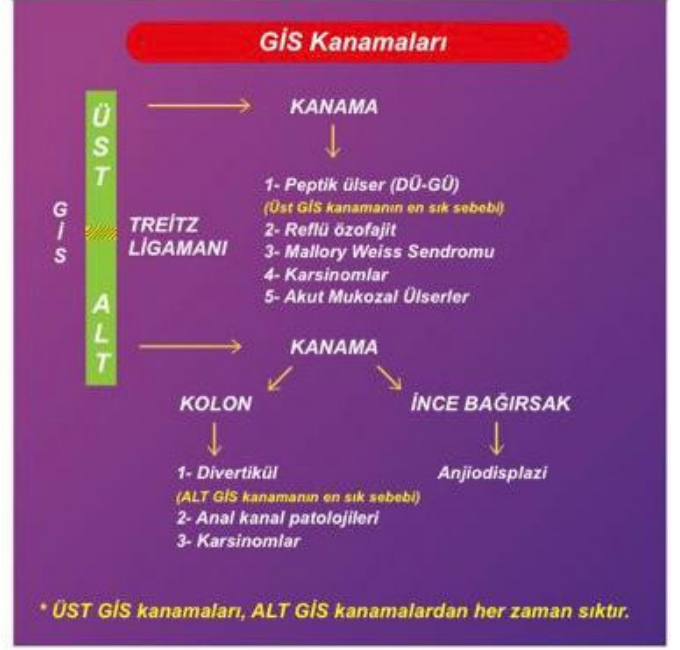 GİS Kanamaları
ÜST
KANAMA
1- Peptik ülser (DÜ-GÜ)
(Üst GİS kanamanın en sık sebebi)
2- Reflü özofajit
3- Mallory Weiss Sendromu
4- Karsinomlar
5- Akut Mukozal Ülserler
GİS
TREİTZ
LİGAMANI
ALT
KANAMA
KOLON
1- Divertikül
(ALT GİS kanamanın en sık sebebi)
2- Anal kanal patolojileri
3- Karsinomlar
İNCE BAĞIRSAK
Anjiodisplazi
* ÜST GİS kanamaları, ALT GİS kanamalardan her zaman sıktır.